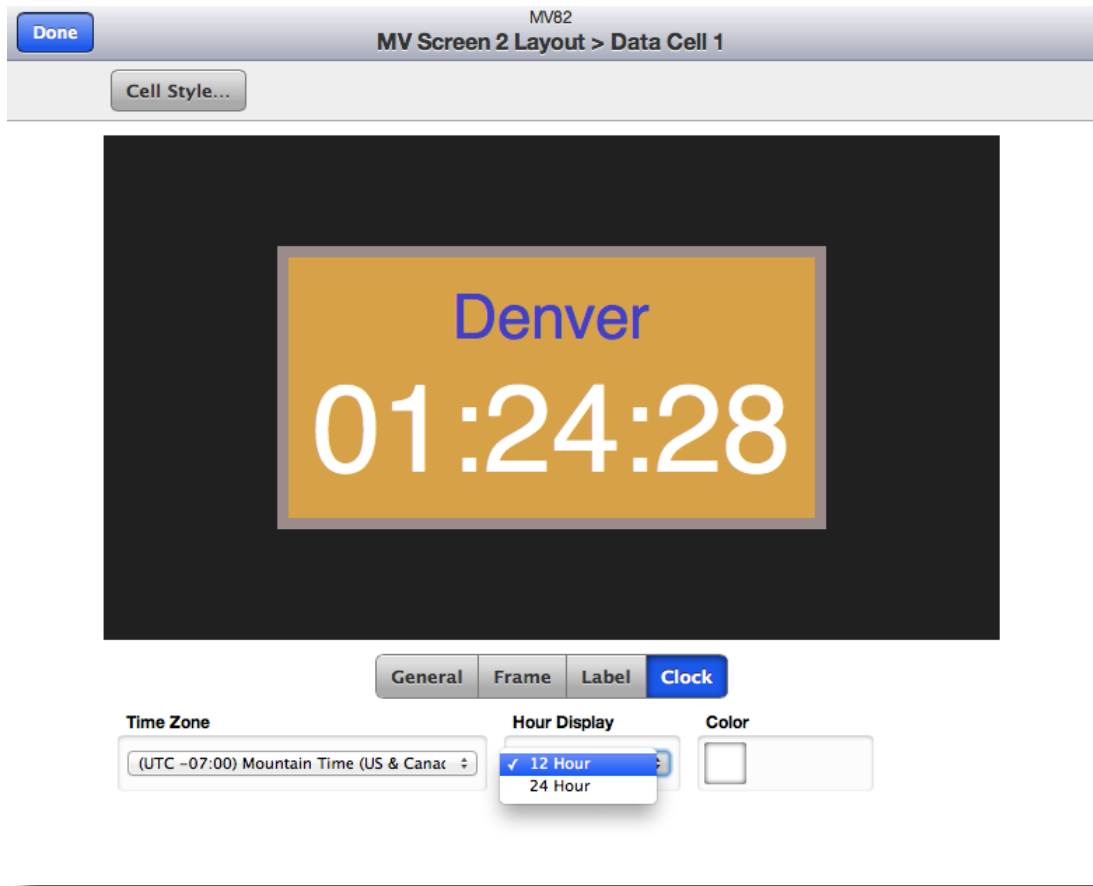 MV82
Done
MV Screen 2 Layout > Data Cell 1
Cell Style...
Denver
01:24:28
General Frame Label Clock
Time Zone Hour Display Color
(UTC -07:00) Mountain Time (US & Canac
✓ 12 Hour
24 Hour